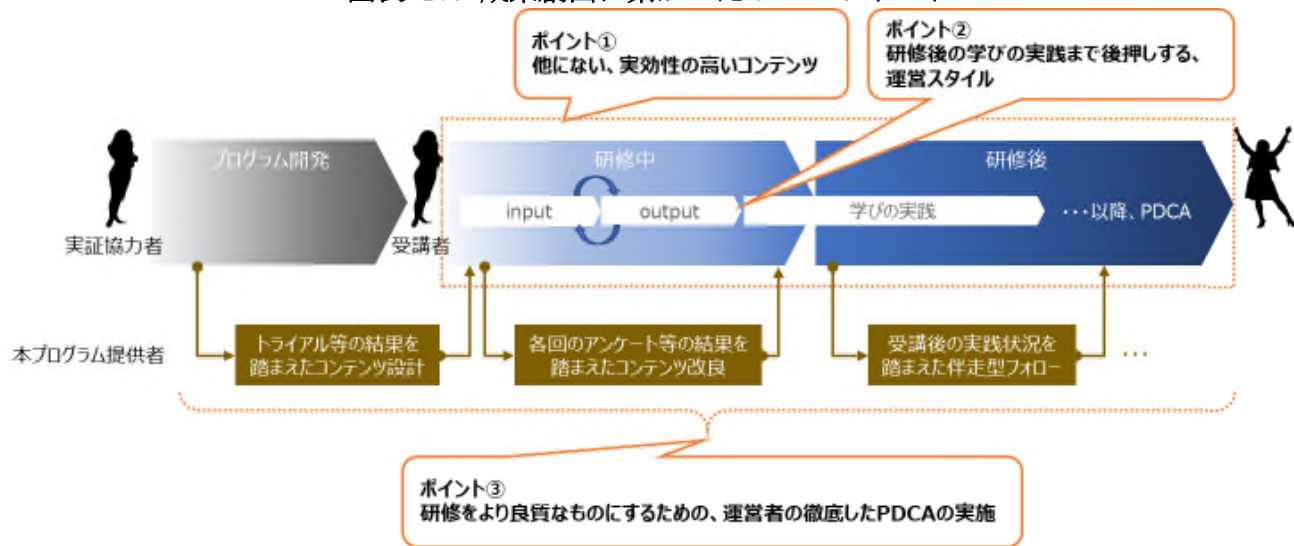 ポイント①
他にない、実効性の高いコンテンツ
ポイント②
研修後の学びの実践まで後押しする、
運営スタイル
プログラム開発
研修中
研修後
input
output
学びの実践
・・・以降、PDCA
実証協力者
受講者
本プログラム提供者
トライアル等の結果を
踏まえたコンテンツ設計
各回のアンケート等の結果を
踏まえたコンテンツ改良
受講後の実践状況を
踏まえた伴走型フォロー
・・・
ポイント③
研修をより良質なものにするための、運営者の徹底したPDCAの実施